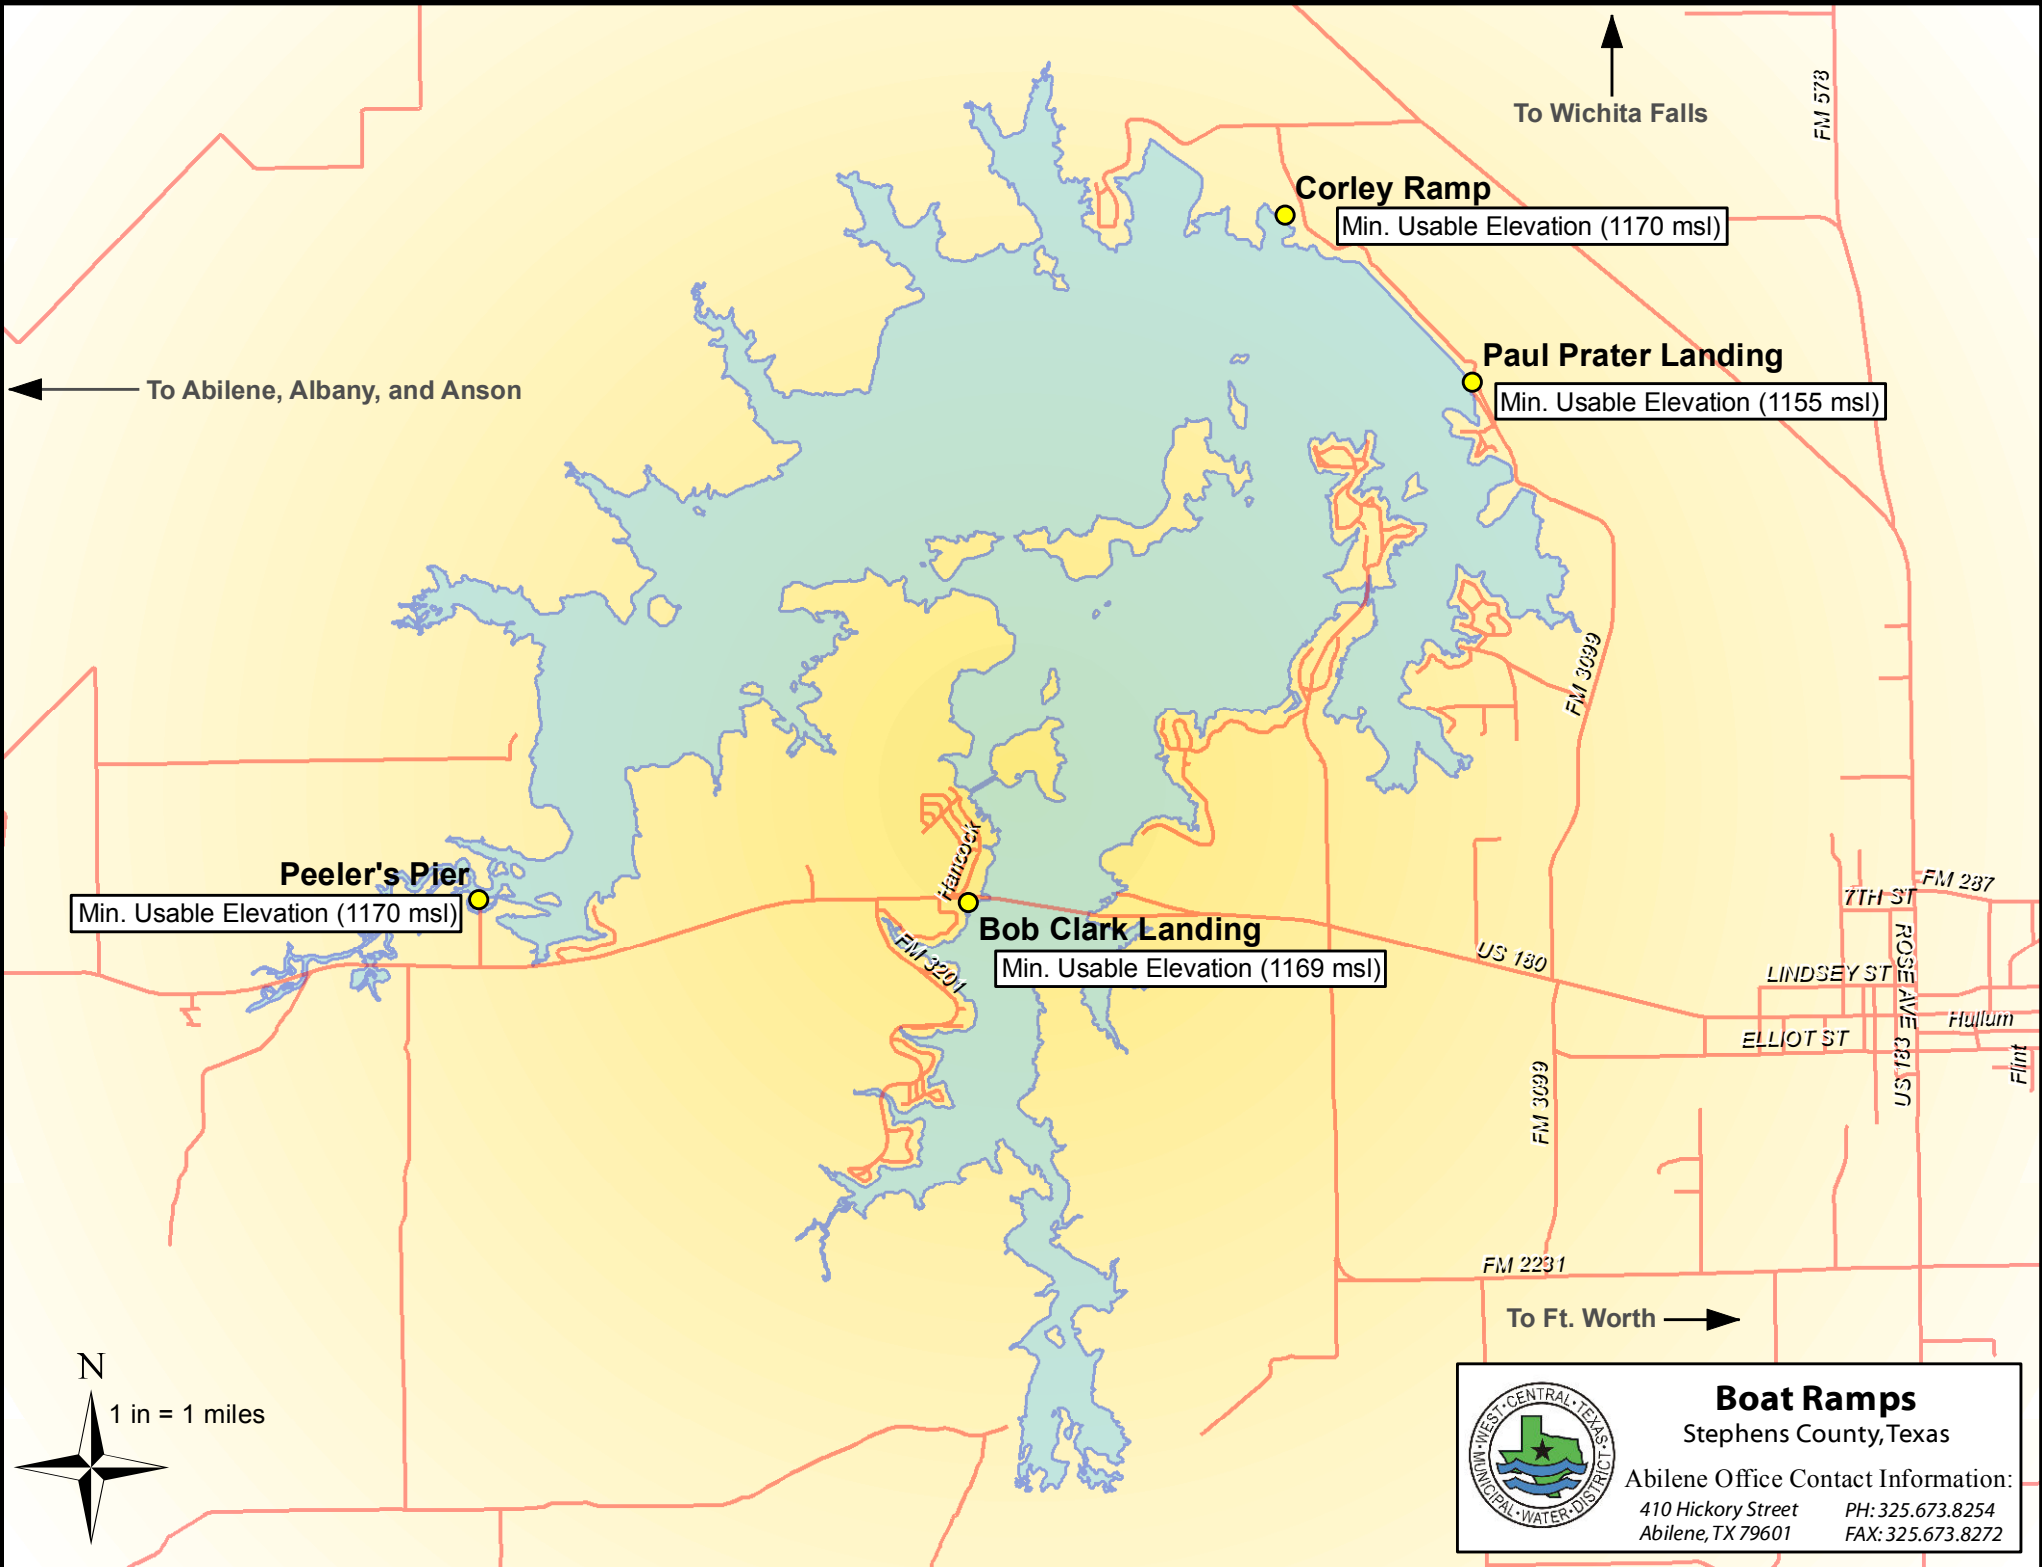 To Wichita Falls
FM 578
Corley Ramp
Min. Usable Elevation (1170 msl)
Paul Prater Landing
Min. Usable Elevation (1155 msl)
To Abilene, Albany, and Anson
FM 3099
Hancock
Peeler's Pier
Min. Usable Elevation (1170 msl)
Bob Clark Landing
Min. Usable Elevation (1169 msl)
FM 3201
US 180
FM 287
7TH ST
ROSE AVE
LINDSEY ST
Hullum
ELLIOT ST
US 183
Flint
FM 3099
FM 2231
To Ft. Worth
N
1 in = 1 miles
WEST CENTRAL TEXAS
MUNICIPAL WATER DISTRICT
Boat Ramps
Stephens County, Texas
Abilene Office Contact Information:
410 Hickory Street PH: 325.673.8254
Abilene, TX 79601 FAX: 325.673.8272